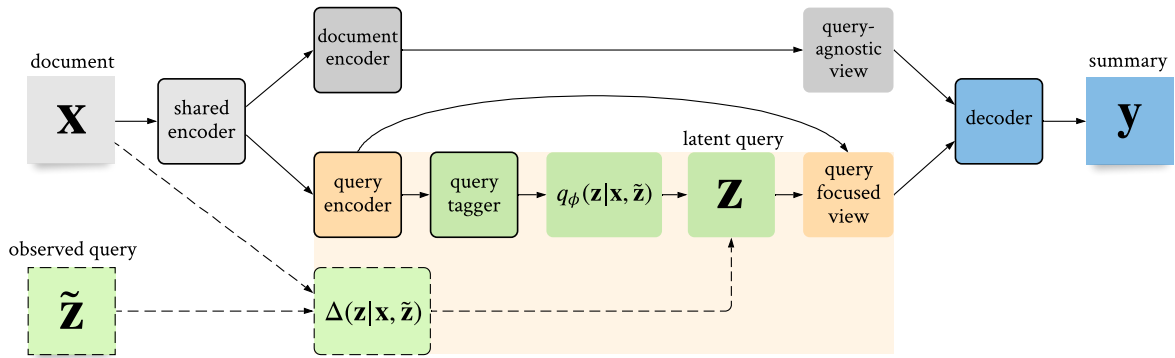 document
x
shared
encoder
document
encoder
query-
agnostic
view
query
encoder
query
tagger
qϕ(z|x, z̃)
latent query
z
query
focused
view
decoder
summary
y
observed query
z̃
Δ(z|x, z̃)